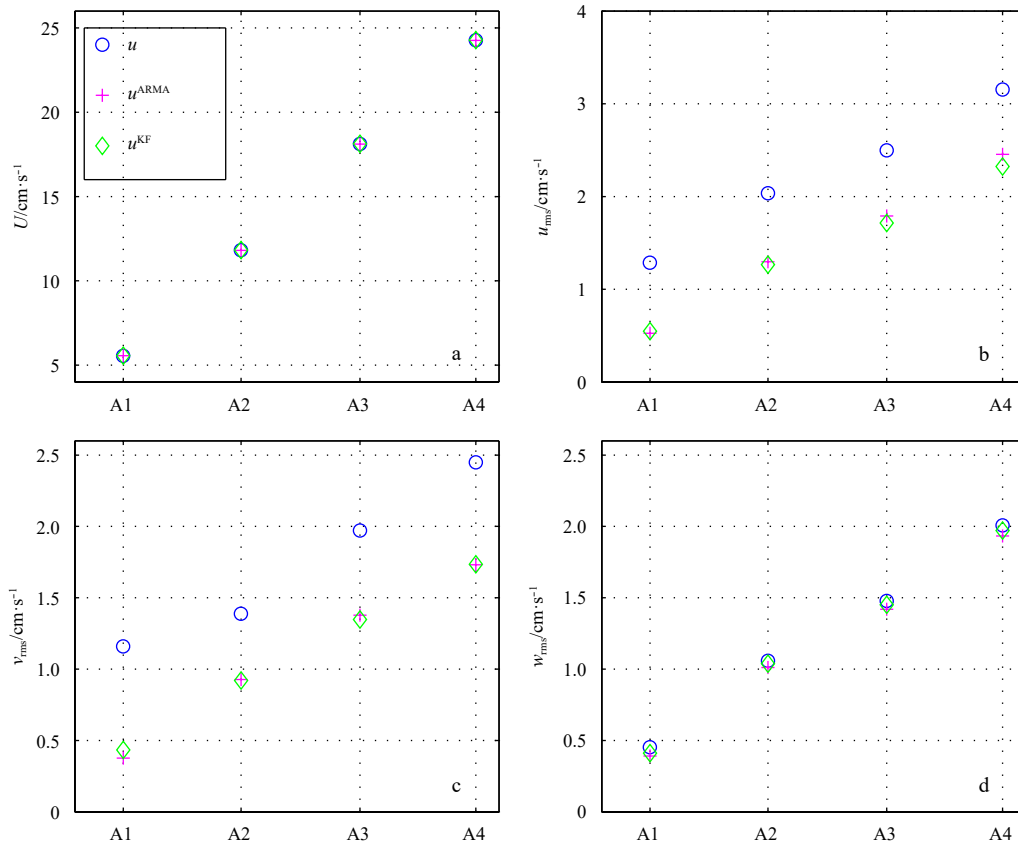 25
20
15
10
5
U/cm·s⁻¹
u
u^ARMA
u^KF
a
A1 A2 A3 A4
4
3
2
1
0
u_rms/cm·s⁻¹
b
A1 A2 A3 A4
2.5
2.0
1.5
1.0
0.5
0
v_rms/cm·s⁻¹
c
A1 A2 A3 A4
2.5
2.0
1.5
1.0
0.5
0
w_rms/cm·s⁻¹
d
A1 A2 A3 A4